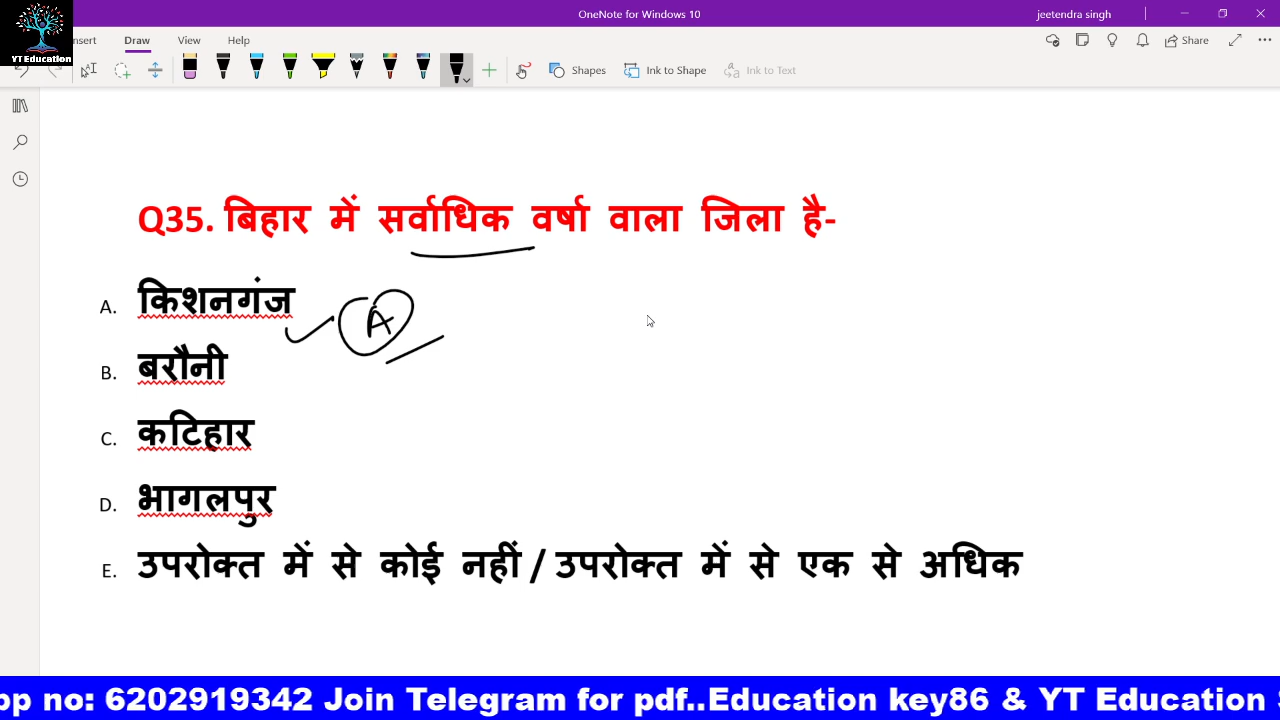 OneNote for Windows 10
jeetendra singh
YT Education
Draw
View
Help
Share
Shapes
Ink to Shape
Ink to Text
Q35. बिहार में सर्वाधिक वर्षा वाला जिला है-
A. किशनगंज
A
B. बरौनी
C. कटिहार
D. भागलपुर
E. उपरोक्त में से कोई नहीं / उपरोक्त में से एक से अधिक
no: 6202919342 Join Telegram for pdf..Education key86 & YT Education